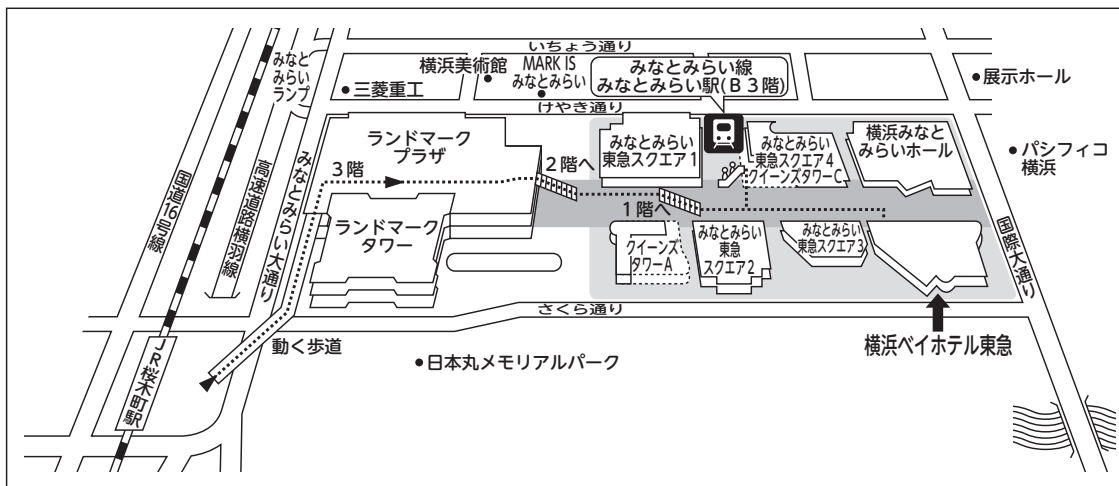 いちょう通り
みなと
みらい
ランプ
横浜美術館
MARK IS
みなとみらい
みなとみらい線
みなとみらい駅(B3階)
三菱重工
展示ホール
けやき通り
ランドマーク
プラザ
みなとみらい
東急スクエア1
みなとみらい
東急スクエア4
クイーンズタワーC
横浜みなと
みらいホール
パシフィコ
横浜
国道16号線
高速道路横羽線
みなとみらい大通り
3階
2階へ
1階へ
ランドマーク
タワー
クイーンズ
タワーA
みなとみらい
東急
スクエア2
みなとみらい
東急スクエア3
国際大通り
さくら通り
横浜ベイホテル東急
動く歩道
日本丸メモリアルパーク
JR桜木町駅